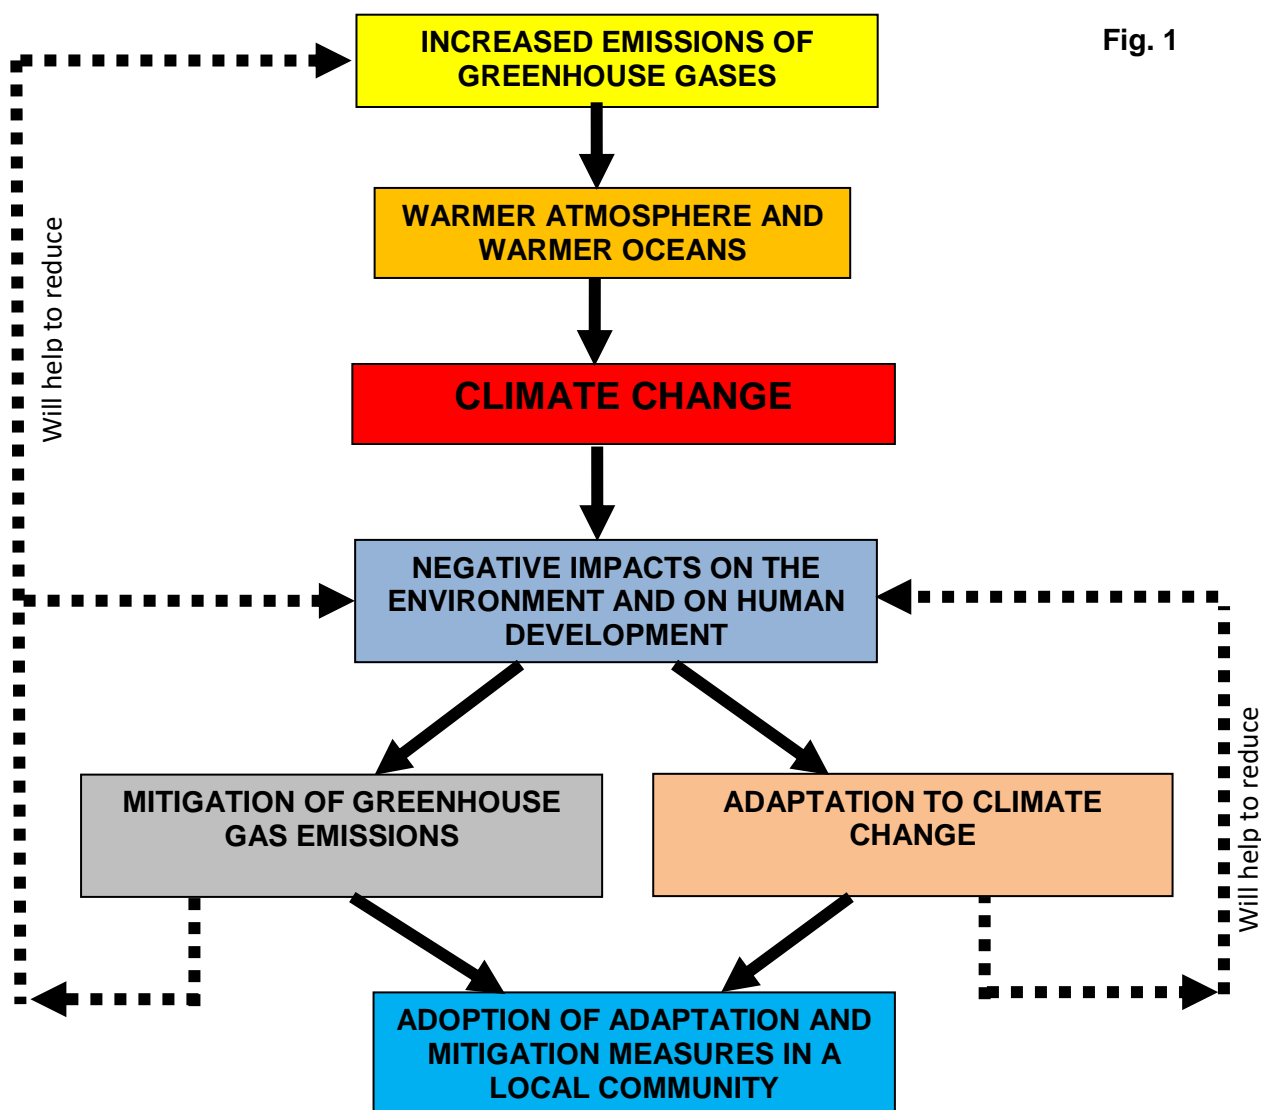 Fig. 1
INCREASED EMISSIONS OF
GREENHOUSE GASES
WARMER ATMOSPHERE AND
WARMER OCEANS
Will help to reduce
CLIMATE CHANGE
NEGATIVE IMPACTS ON THE
ENVIRONMENT AND ON HUMAN
DEVELOPMENT
MITIGATION OF GREENHOUSE
GAS EMISSIONS
ADAPTATION TO CLIMATE
CHANGE
Will help to reduce
ADOPTION OF ADAPTATION AND
MITIGATION MEASURES IN A
LOCAL COMMUNITY